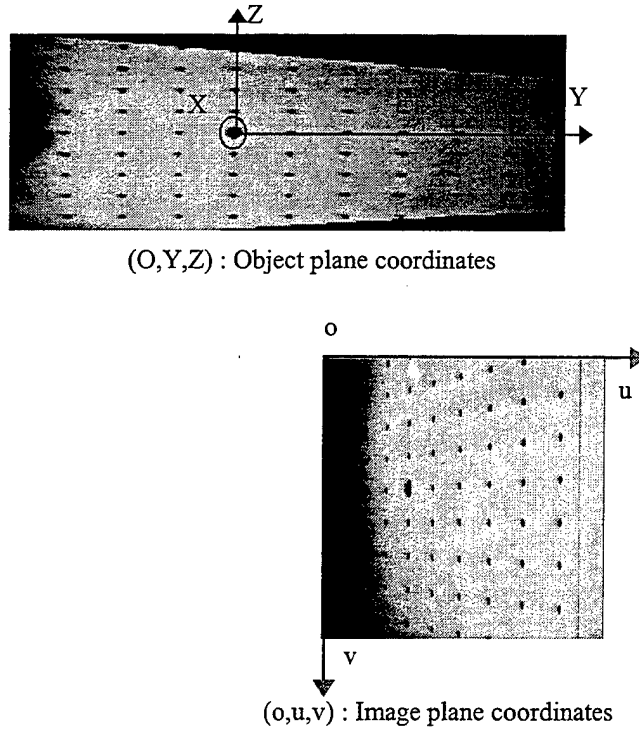 Z
X
Y
(O,Y,Z) : Object plane coordinates
o
u
v
(o,u,v) : Image plane coordinates